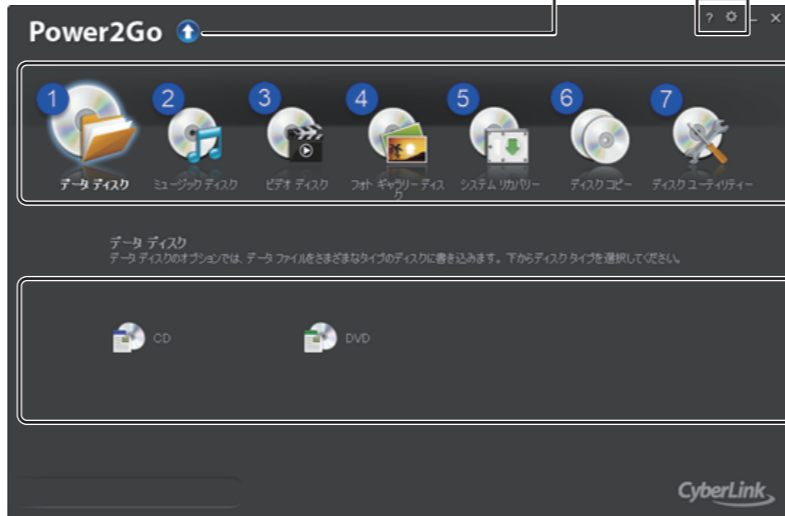 Power2Go
?
1 2 3 4 5 6 7
データ ディスク
ミュージック ディスク
ビデオ ディスク
フォト ギャラリー ディスク
システム リカバリー
ディスク コピー
ディスク ユーティリティー
データ ディスク
データ ディスクのオプションでは、データ ファイルをさまざまなタイプのディスクに書き込みます。下からディスク タイプを選択してください。
CD
DVD
CyberLink